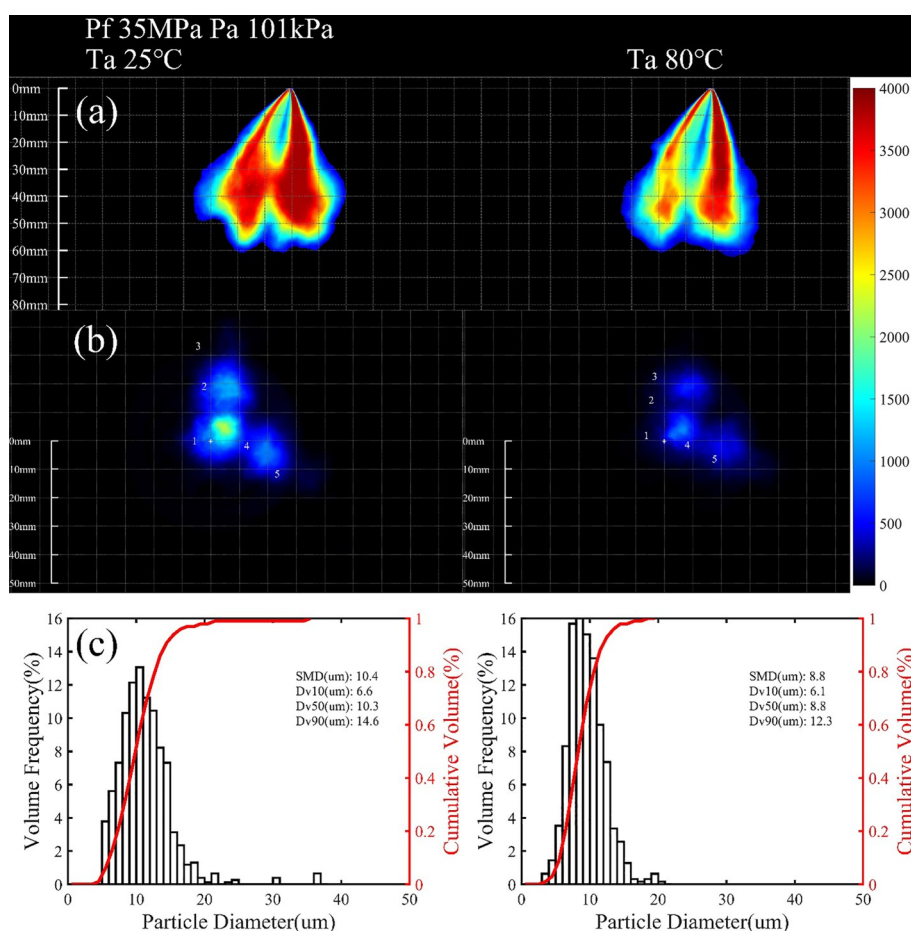 Pf 35MPa Pa 101kPa
Ta 25℃
Ta 80℃
(a)
0mm
10mm
20mm
30mm
40mm
50mm
60mm
70mm
80mm
4000
3500
3000
2500
2000
1500
1000
500
0
(b)
3
2
1
4
5
0mm
10mm
20mm
30mm
40mm
50mm
3
2
1
4
5
0mm
10mm
20mm
30mm
40mm
50mm
(c)
Volume Frequency(%)
16
14
12
10
8
6
4
2
0
SMD(um): 10.4
Dv10(um): 6.6
Dv50(um): 10.3
Dv90(um): 14.6
1
0.8
0.6
0.4
0.2
0
Cumulative Volume(%)
0 10 20 30 40 50
Particle Diameter(um)
Volume Frequency(%)
16
14
12
10
8
6
4
2
0
SMD(um): 8.8
Dv10(um): 6.1
Dv50(um): 8.8
Dv90(um): 12.3
1
0.8
0.6
0.4
0.2
0
Cumulative Volume(%)
0 10 20 30 40 50
Particle Diameter(um)